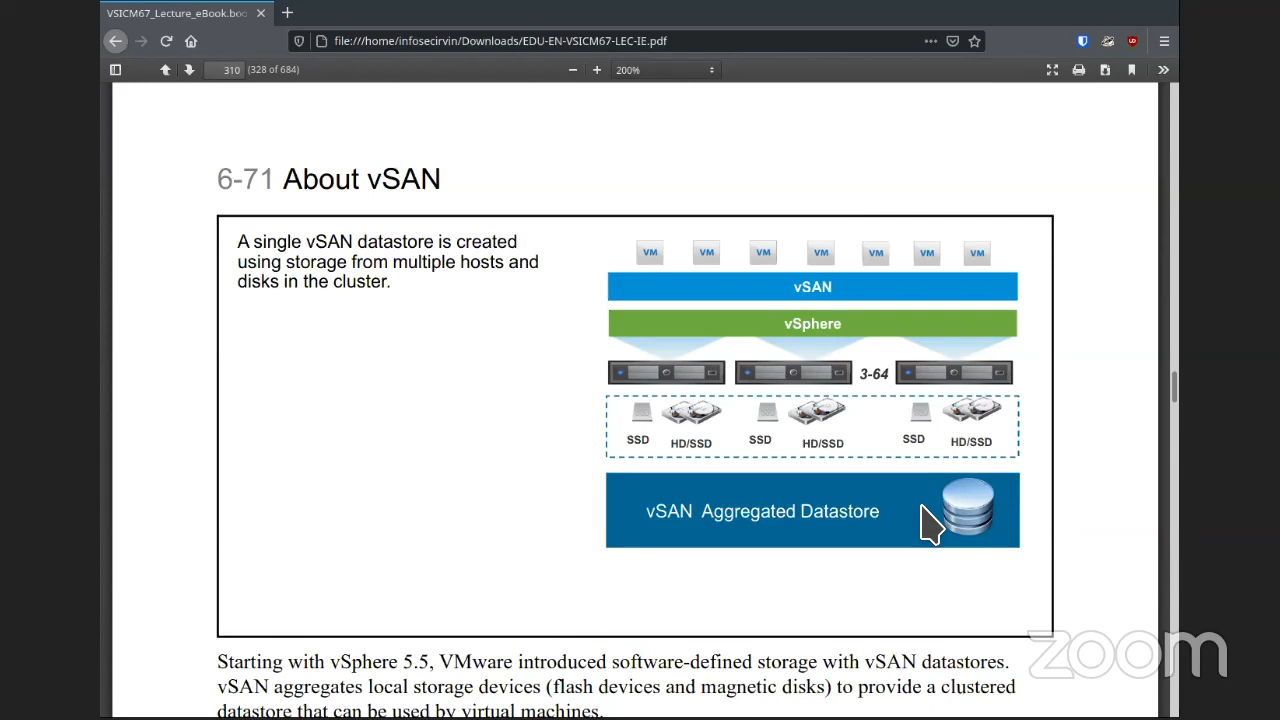 VSICM67_Lecture_eBook.boo
file:///home/infosecirvin/Downloads/EDU-EN-VSICM67-LEC-IE.pdf
310 (328 of 684)
200%
6-71 About vSAN
A single vSAN datastore is created
using storage from multiple hosts and
disks in the cluster.
VM VM VM VM VM VM VM
vSAN
vSphere
3-64
SSD HD/SSD SSD HD/SSD SSD HD/SSD
vSAN Aggregated Datastore
Starting with vSphere 5.5, VMware introduced software-defined storage with vSAN datastores.
vSAN aggregates local storage devices (flash devices and magnetic disks) to provide a clustered
datastore that can be used by virtual machines.
zoom